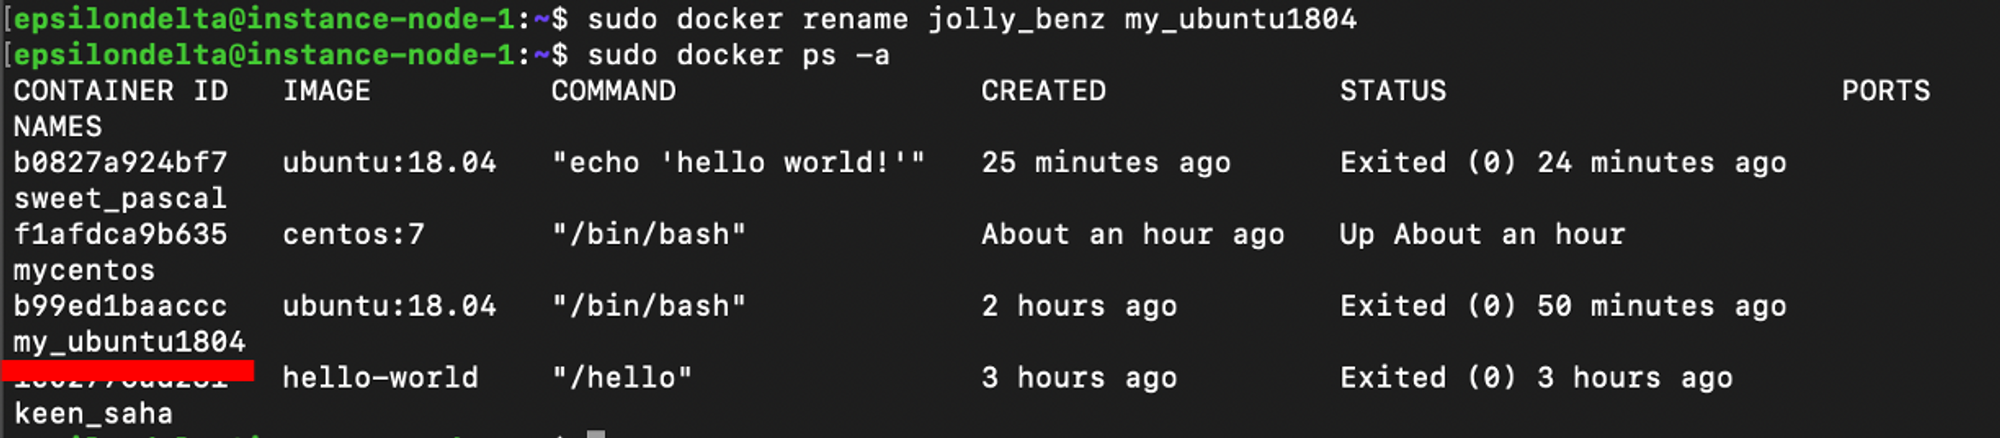 [epsilondelta@instance-node-1:~$ sudo docker rename jolly_benz my_ubuntu1804
[epsilondelta@instance-node-1:~$ sudo docker ps -a
CONTAINER ID IMAGE COMMAND CREATED STATUS PORTS
NAMES
b0827a924bf7 ubuntu:18.04 "echo 'hello world!'" 25 minutes ago Exited (0) 24 minutes ago
sweet_pascal
f1afdca9b635 centos:7 "/bin/bash" About an hour ago Up About an hour
mycentos
b99ed1baaccc ubuntu:18.04 "/bin/bash" 2 hours ago Exited (0) 50 minutes ago
my_ubuntu1804
hello-world "/hello" 3 hours ago Exited (0) 3 hours ago
keen_saha